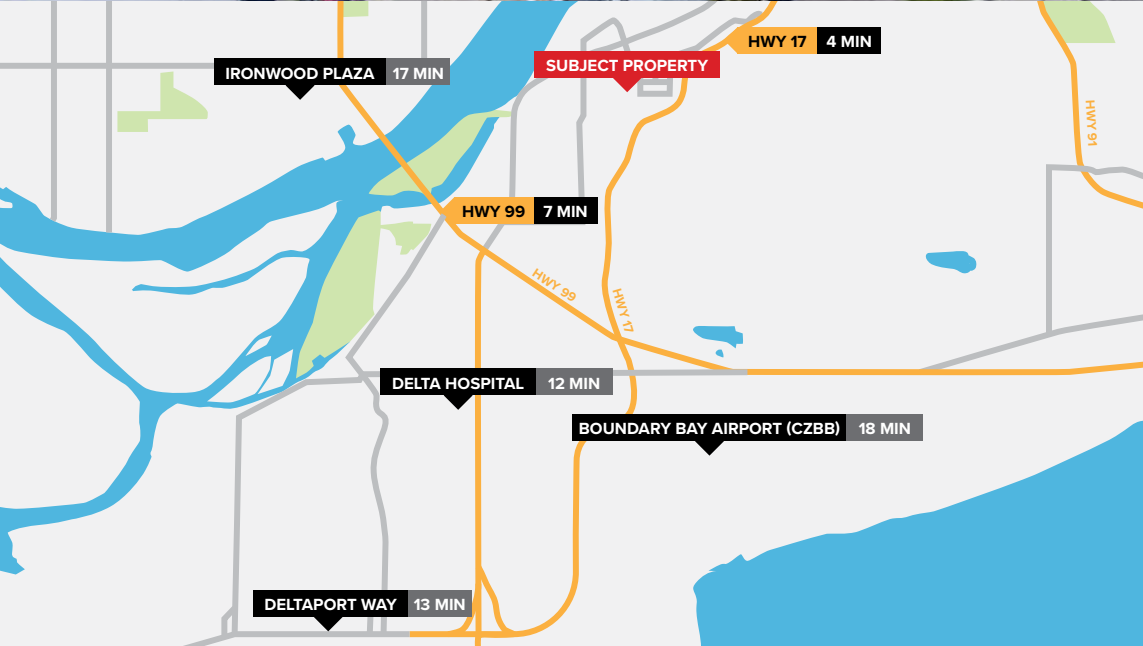 HWY 17 4 MIN
SUBJECT PROPERTY
IRONWOOD PLAZA 17 MIN
HWY 91
HWY 99 7 MIN
HWY 99
HWY 17
DELTA HOSPITAL 12 MIN
BOUNDARY BAY AIRPORT (CZBB) 18 MIN
DELTAPORT WAY 13 MIN